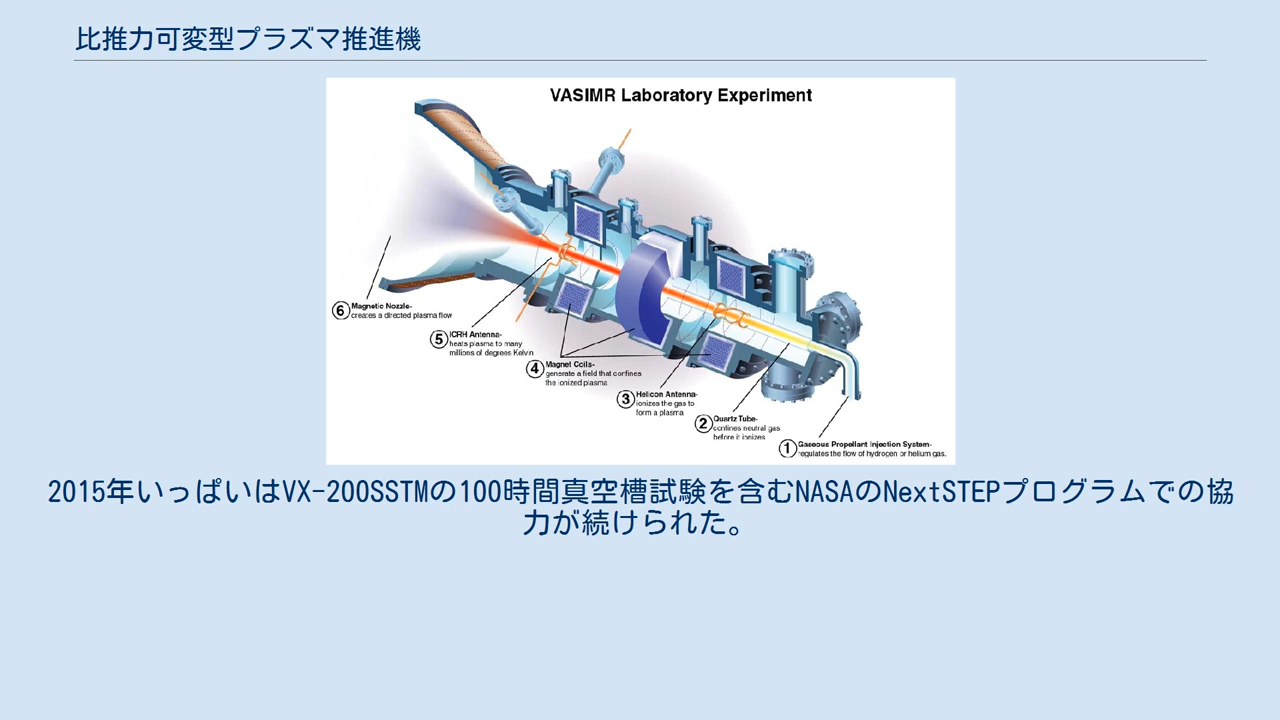 比推力可変型プラズマ推進機
VASIMR Laboratory Experiment
6 Magnetic Nozzle-
creates a directed plasma flow
5 ICRH Antenna-
heats plasma to many
millions of degrees Kelvin
4 Magnet Coils-
generate a field that confines
the ionized plasma
3 Helicon Antenna-
ionizes the gas to
form a plasma
2 Quartz Tube-
confines neutral gas
before it ionizes
1 Gaseous Propellant Injection System-
regulates the flow of hydrogen or helium gas.
2015年いっぱいはVX-200SSTMの100時間真空槽試験を含むNASAのNextSTEPプログラムでの協
力が続けられた。